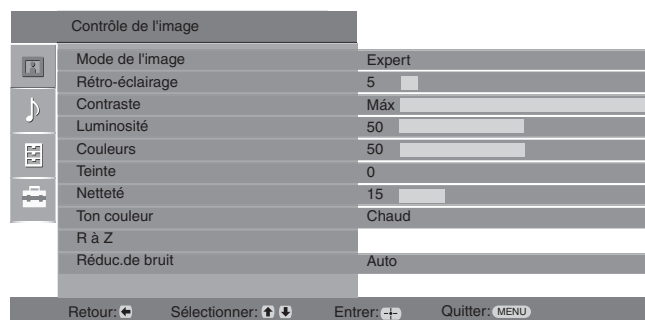 Contrôle de l'image
Mode de l'image Expert
Rétro-éclairage 5
Contraste Máx
Luminosité 50
Couleurs 50
Teinte 0
Netteté 15
Ton couleur Chaud
R à Z
Réduc.de bruit Auto
Retour: Sélectionner: Entrer: Quitter: MENU